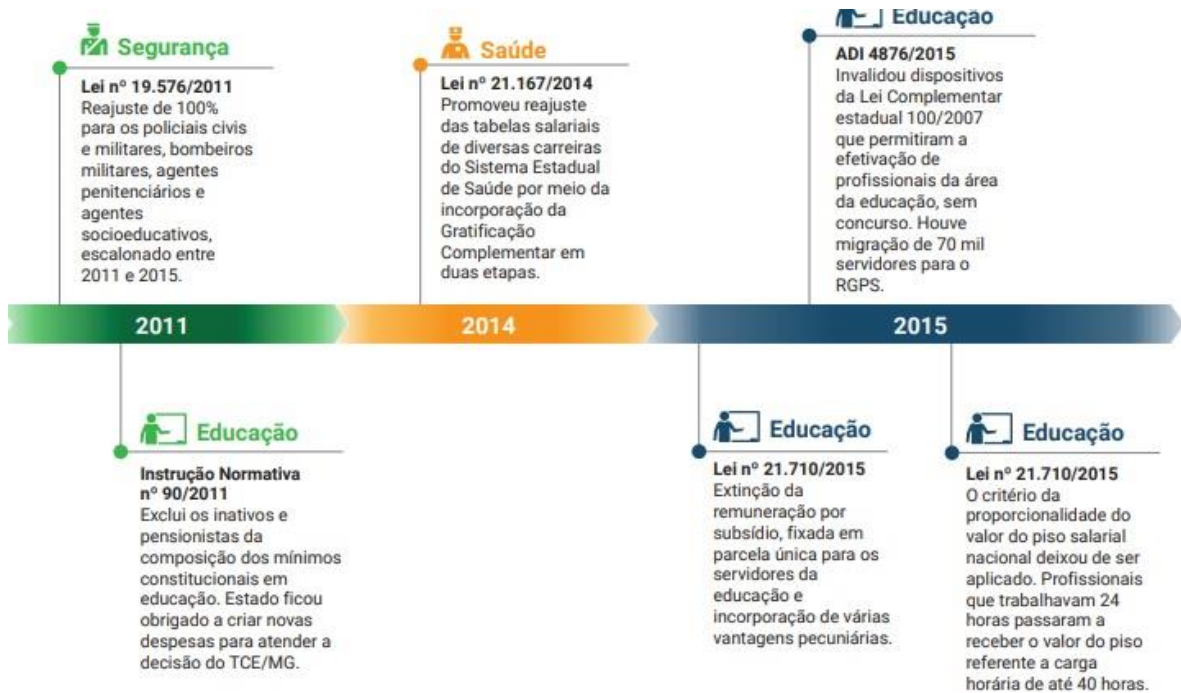 Segurança
Lei nº 19.576/2011
Reajuste de 100%
para os policiais civis
e militares, bombeiros
militares, agentes
penitenciários e
agentes
socioeducativos,
escalonado entre
2011 e 2015.
Saúde
Lei nº 21.167/2014
Promoveu reajuste
das tabelas salariais
de diversas carreiras
do Sistema Estadual
de Saúde por meio da
incorporação da
Gratificação
Complementar em
duas etapas.
Educação
ADI 4876/2015
Invalidou dispositivos
da Lei Complementar
estadual 100/2007
que permitiram a
efetivação de
profissionais da área
da educação, sem
concurso. Houve
migração de 70 mil
servidores para o
RGPS.
2011
2014
2015
Educação
Instrução Normativa
nº 90/2011
Exclui os inativos e
pensionistas da
composição dos mínimos
constitucionais em
educação. Estado ficou
obrigado a criar novas
despesas para atender a
decisão do TCE/MG.
Educação
Lei nº 21.710/2015
Extinção da
remuneração por
subsídio, fixada em
parcela única para os
servidores da
educação e
incorporação de várias
vantagens pecuniárias.
Educação
Lei nº 21.710/2015
O critério da
proporcionalidade do
valor do piso salarial
nacional deixou de ser
aplicado. Profissionais
que trabalhavam 24
horas passaram a
receber o valor do piso
referente a carga
horária de até 40 horas.